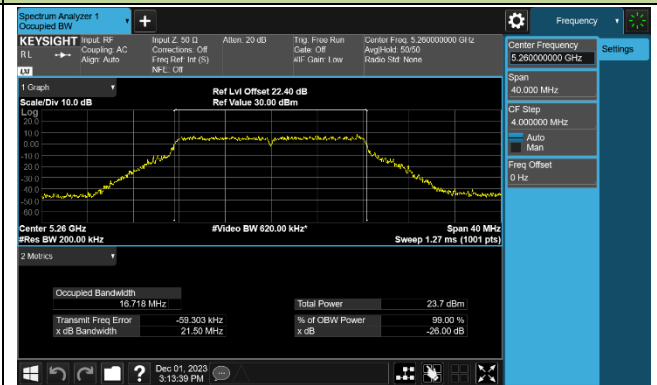 Spectrum Analyzer 1
Occupied BW
Frequency
KEYSIGHT
RL
LXI
Input: RF
Coupling: AC
Align: Auto
Input Z: 50 Ω
Corrections: Off
Freq Ref: Int (S)
NFE: Off
Atten: 20 dB
Trig: Free Run
Gate: Off
#IF Gain: Low
Center Freq: 5.260000000 GHz
Avg|Hold: 50/50
Radio Std: None
Center Frequency
5.260000000 GHz
Settings
Span
40.000 MHz
CF Step
4.000000 MHz
Auto
Man
Freq Offset
0 Hz
1 Graph
Scale/Div 10.0 dB
Ref Lvl Offset 22.40 dB
Ref Value 30.00 dBm
Log
20.0
10.0
0.00
-10.0
-20.0
-30.0
-40.0
-50.0
60.0
Center 5.26 GHz
#Res BW 200.00 kHz
#Video BW 620.00 kHz*
Span 40 MHz
Sweep 1.27 ms (1001 pts)
2 Metrics
Occupied Bandwidth
16.718 MHz
Total Power 23.7 dBm
Transmit Freq Error -59.303 kHz
% of OBW Power 99.00 %
x dB Bandwidth 21.50 MHz
x dB -26.00 dB
?
Dec 01, 2023
3:13:39 PM